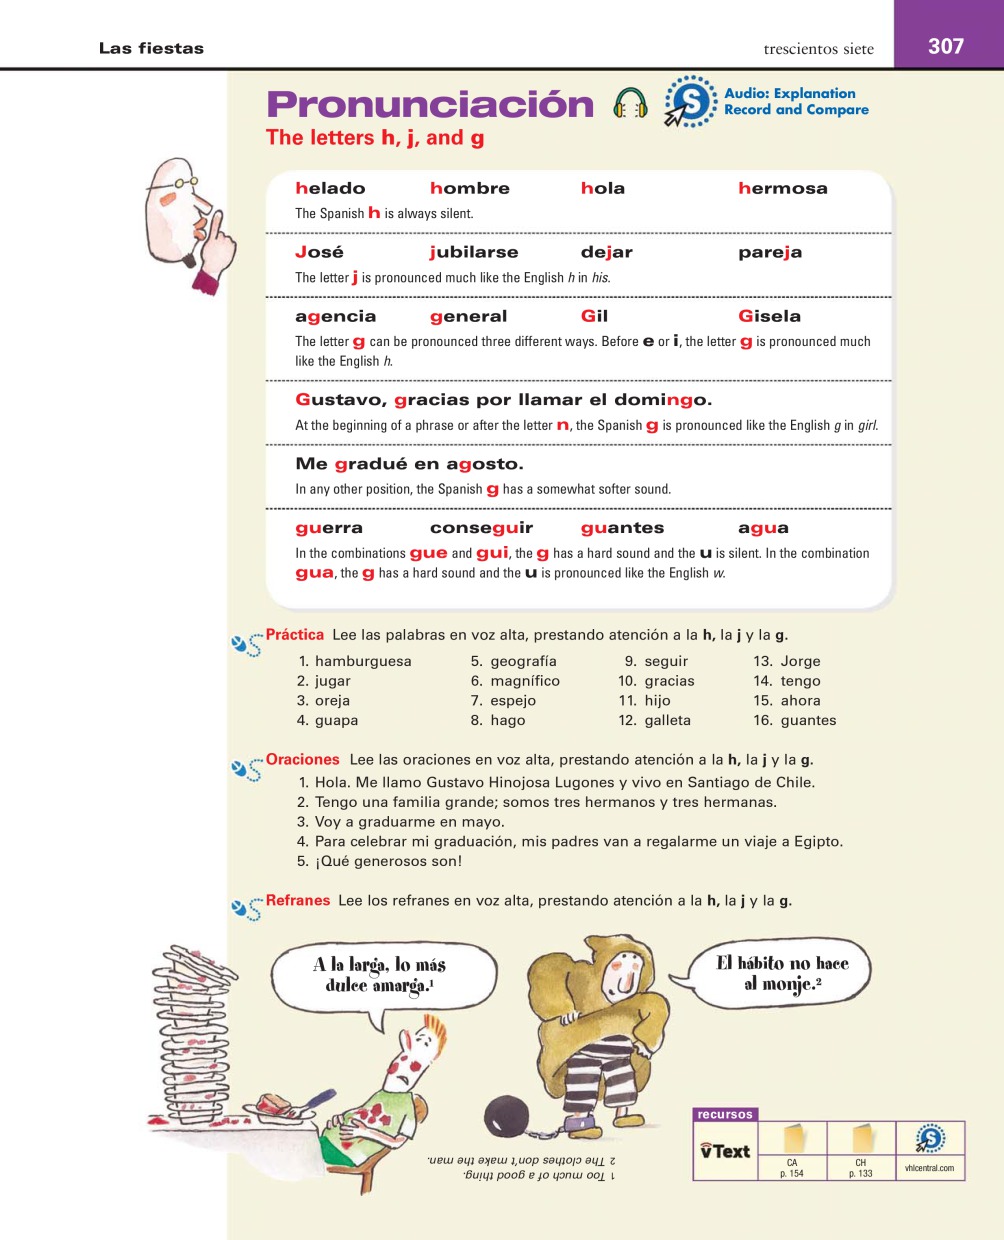 Las fiestas
trescientos siete
307
Pronunciación
Audio: Explanation
Record and Compare
The letters h, j, and g
helado hombre hola hermosa
The Spanish h is always silent.
José jubilarse dejar pareja
The letter j is pronounced much like the English h in his.
agencia general Gil Gisela
The letter g can be pronounced three different ways. Before e or i, the letter g is pronounced much
like the English h.
Gustavo, gracias por llamar el domingo.
At the beginning of a phrase or after the letter n, the Spanish g is pronounced like the English g in girl.
Me gradué en agosto.
In any other position, the Spanish g has a somewhat softer sound.
guerra conseguir guantes agua
In the combinations gue and gui, the g has a hard sound and the u is silent. In the combination
gua, the g has a hard sound and the u is pronounced like the English w.
Práctica Lee las palabras en voz alta, prestando atención a la h, la j y la g.
1. hamburguesa 5. geografía 9. seguir 13. Jorge
2. jugar 6. magnífico 10. gracias 14. tengo
3. oreja 7. espejo 11. hijo 15. ahora
4. guapa 8. hago 12. galleta 16. guantes
Oraciones Lee las oraciones en voz alta, prestando atención a la h, la j y la g.
1. Hola. Me llamo Gustavo Hinojosa Lugones y vivo en Santiago de Chile.
2. Tengo una familia grande; somos tres hermanos y tres hermanas.
3. Voy a graduarme en mayo.
4. Para celebrar mi graduación, mis padres van a regalarme un viaje a Egipto.
5. ¡Qué generosos son!
Refranes Lee los refranes en voz alta, prestando atención a la h, la j y la g.
A la larga, lo más
dulce amarga.¹
El hábito no hace
al monje.²
1 Too much of a good thing.
2 The clothes don't make the man.
recursos
vText
CA
p. 154
CH
p. 133
vhlcentral.com